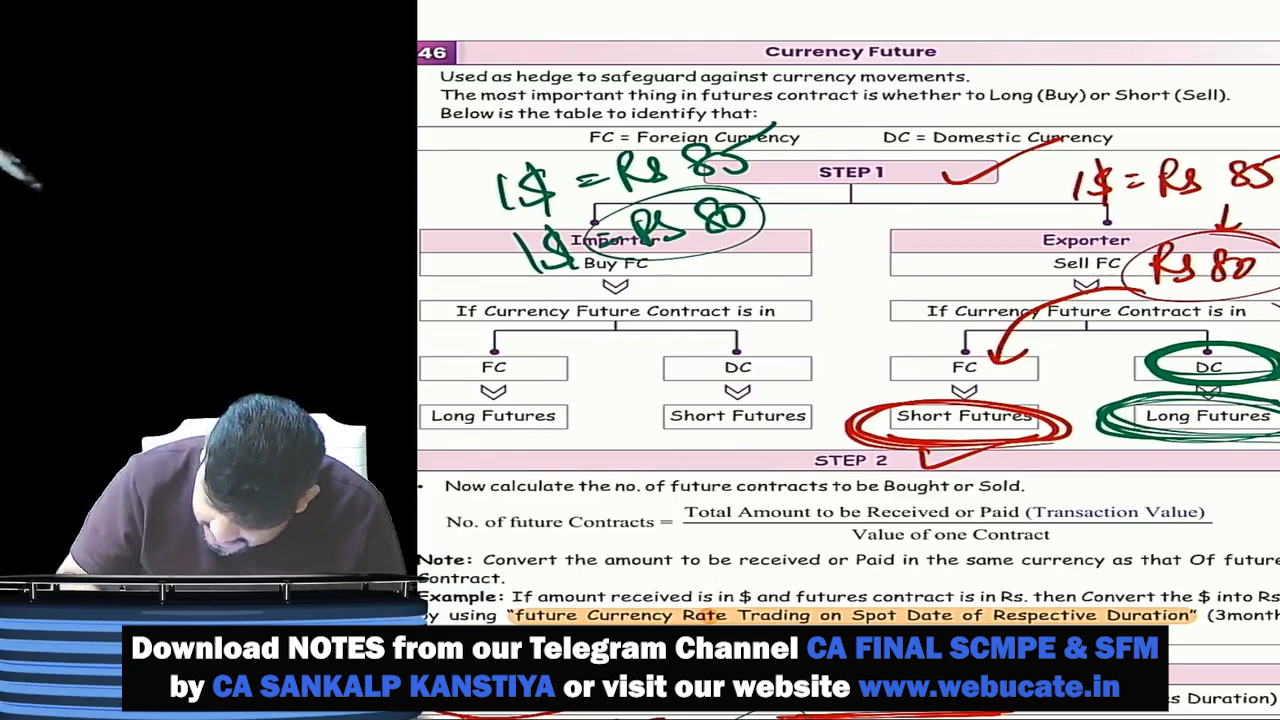 46 Currency Future
Used as hedge to safeguard against currency movements.
The most important thing in futures contract is whether to Long (Buy) or Short (Sell).
Below is the table to identify that:
FC = Foreign Currency DC = Domestic Currency
STEP 1
1$ = Rs 85
1$ = Rs 80
1$ = Rs 85
Rs 80
Importer
Buy FC
Exporter
Sell FC
If Currency Future Contract is in
If Currency Future Contract is in
FC DC FC DC
Long Futures Short Futures Short Futures Long Futures
STEP 2
• Now calculate the no. of future contracts to be Bought or Sold.
No. of future Contracts = Total Amount to be Received or Paid (Transaction Value)
Value of one Contract
Note: Convert the amount to be received or Paid in the same currency as that Of future
Contract.
Example: If amount received is in $ and futures contract is in Rs. then Convert the $ into Rs
by using "future Currency Rate Trading on Spot Date of Respective Duration" (3month
Duration)
Download NOTES from our Telegram Channel CA FINAL SCMPE & SFM
by CA SANKALP KANSTIYA or visit our website www.webucate.in